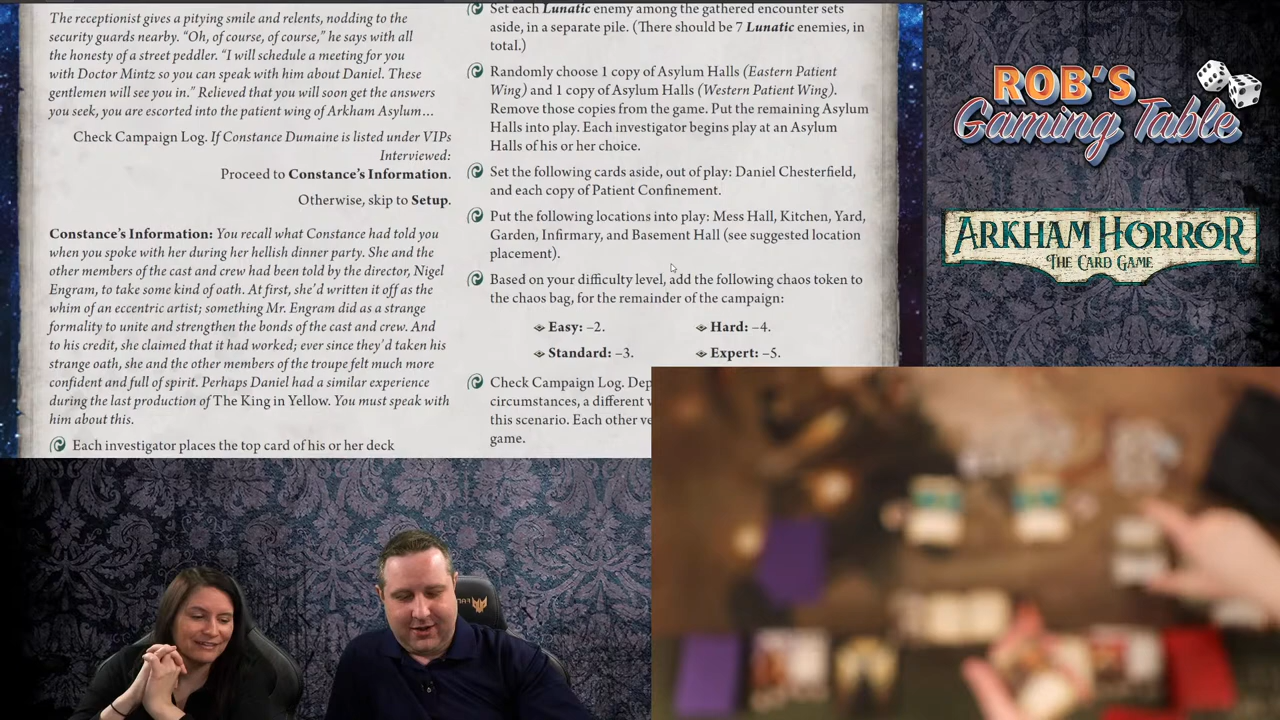 The receptionist gives a pitying smile and relents, nodding to the
security guards nearby. “Oh, of course, of course,” he says with all
the honesty of a street peddler. “I will schedule a meeting for you
with Doctor Mintz so you can speak with him about Daniel. These
gentlemen will see you in.” Relieved that you will soon get the answers
you seek, you are escorted into the patient wing of Arkham Asylum…
Check Campaign Log. If Constance Dumaine is listed under VIPs
Interviewed:
Proceed to Constance’s Information.
Otherwise, skip to Setup.
Constance’s Information: You recall what Constance had told you
when you spoke with her during her hellish dinner party. She and the
other members of the cast and crew had been told by the director, Nigel
Engram, to take some kind of oath. At first, she’d written it off as the
whim of an eccentric artist; something Mr. Engram did as a strange
formality to unite and strengthen the bonds of the cast and crew. And
to his credit, she claimed that it had worked; ever since they’d taken his
strange oath, she and the other members of the troupe felt much more
confident and full of spirit. Perhaps Daniel had a similar experience
during the last production of The King in Yellow. You must speak with
him about this.
Each investigator places the top card of his or her deck
Set each Lunatic enemy among the gathered encounter sets
aside, in a separate pile. (There should be 7 Lunatic enemies, in
total.)
Randomly choose 1 copy of Asylum Halls (Eastern Patient
Wing) and 1 copy of Asylum Halls (Western Patient Wing).
Remove those copies from the game. Put the remaining Asylum
Halls into play. Each investigator begins play at an Asylum
Halls of his or her choice.
Set the following cards aside, out of play: Daniel Chesterfield,
and each copy of Patient Confinement.
Put the following locations into play: Mess Hall, Kitchen, Yard,
Garden, Infirmary, and Basement Hall (see suggested location
placement).
Based on your difficulty level, add the following chaos token to
the chaos bag, for the remainder of the campaign:
Easy: –2.
Hard: –4.
Standard: –3.
Expert: –5.
Check Campaign Log. Dep
circumstances, a different v
this scenario. Each other ve
game.
ROB'S
Gaming Table
ARKHAM HORROR
THE CARD GAME